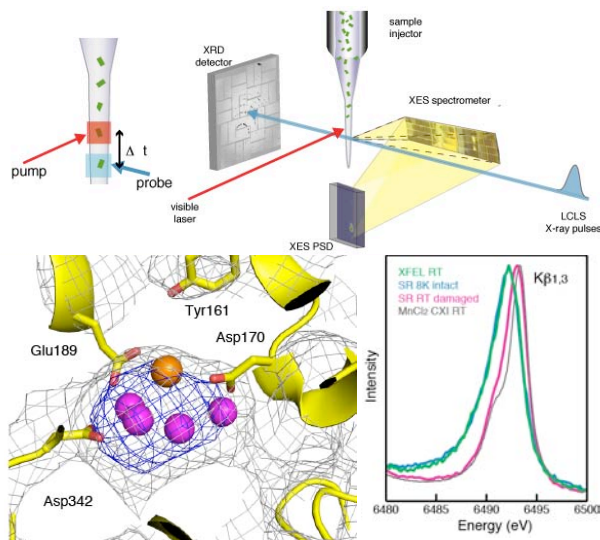 XRD
detector
sample
injector
XES spectrometer
Δ t
pump
probe
visible
laser
XES PSD
LCLS
X-ray pulses
Tyr161
Glu189
Asp170
Asp342
XFEL RT
SR 8K intact
SR RT damaged
MnCl₂ CXI RT
Kβ₁,₃
Intensity
6480 6485 6490 6495 6500
Energy (eV)